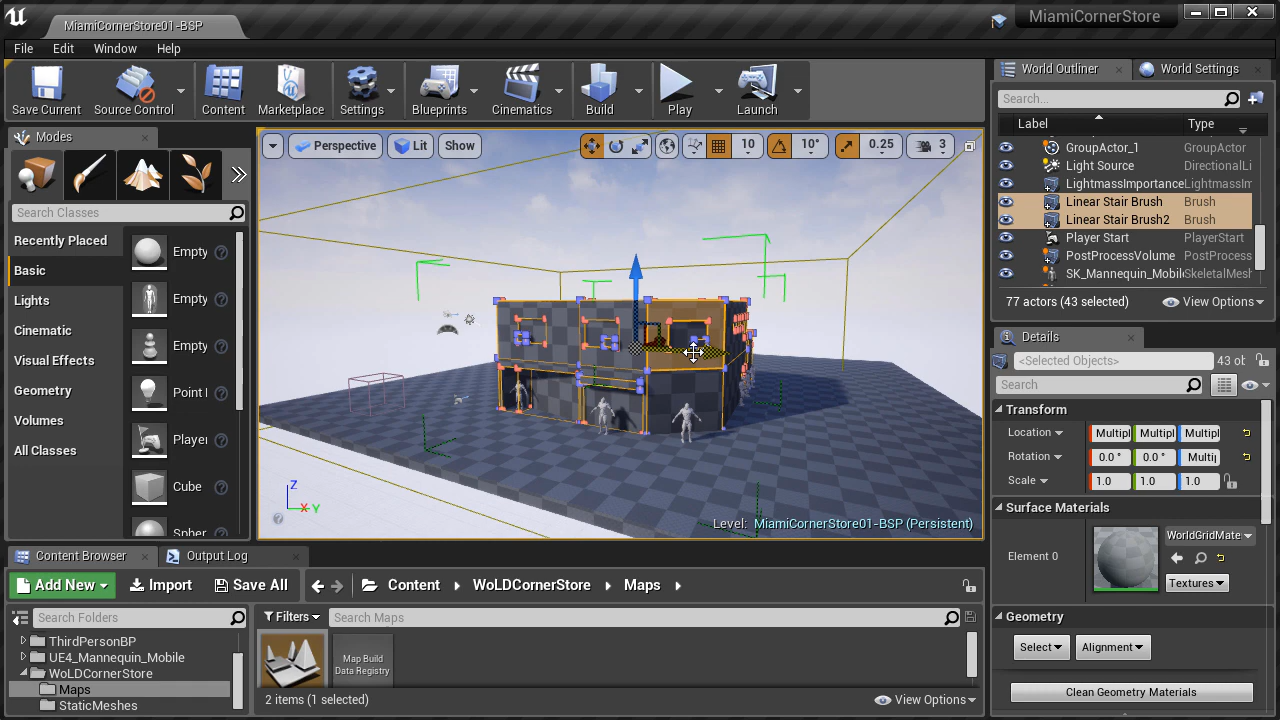 MiamiCornerStore01-BSP
MiamiCornerStore
File Edit Window Help
Save Current Source Control Content Marketplace Settings Blueprints Cinematics Build Play Launch
Modes
Search Classes
Recently Placed
Basic
Lights
Cinematic
Visual Effects
Geometry
Volumes
All Classes
Empty
Empty
Empty
Point l
Player
Cube
Spher
Perspective Lit Show 10 10° 0.25 3
Z
X Y
Level: MiamiCornerStore01-BSP (Persistent)
World Outliner World Settings
Search...
Label Type
GroupActor_1 GroupActor
Light Source DirectionalLi
LightmassImportance LightmassIm
Linear Stair Brush Brush
Linear Stair Brush2 Brush
Player Start PlayerStart
PostProcessVolume PostProcess
SK_Mannequin_Mobile SkeletalMesh
77 actors (43 selected) View Options
Details
<Selected Objects> 43 ob
Search
Transform
Location Multipl Multipl Multipl
Rotation 0.0 ° 0.0 ° Multip
Scale 1.0 1.0 1.0
Surface Materials
Element 0
WorldGridMate
Textures
Geometry
Select Alignment
Clean Geometry Materials
Content Browser Output Log
Add New Import Save All Content WoLDCornerStore Maps
Search Folders
Filters Search Maps
ThirdPersonBP
UE4_Mannequin_Mobile
WoLDCornerStore
Maps
StaticMeshes
Map Build
Data Registry
2 items (1 selected) View Options